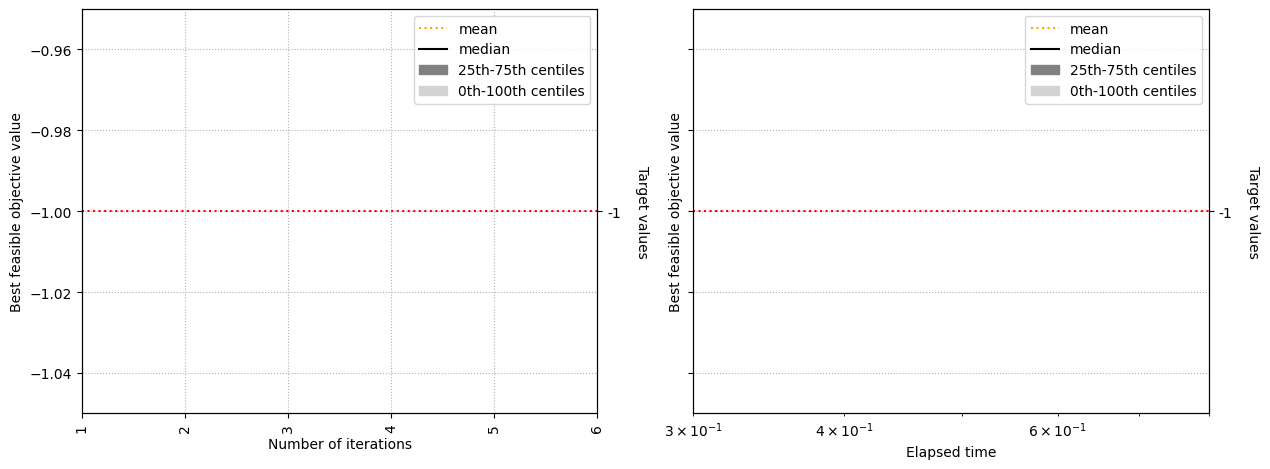 mean
median
25th-75th centiles
0th-100th centiles
Best feasible objective value
−0.96
−0.98
−1.00
−1.02
−1.04
-1
Target values
1 2 3 4 5 6
Number of iterations
mean
median
25th-75th centiles
0th-100th centiles
Best feasible objective value
-1
Target values
3 × 10⁻¹ 4 × 10⁻¹ 6 × 10⁻¹
Elapsed time